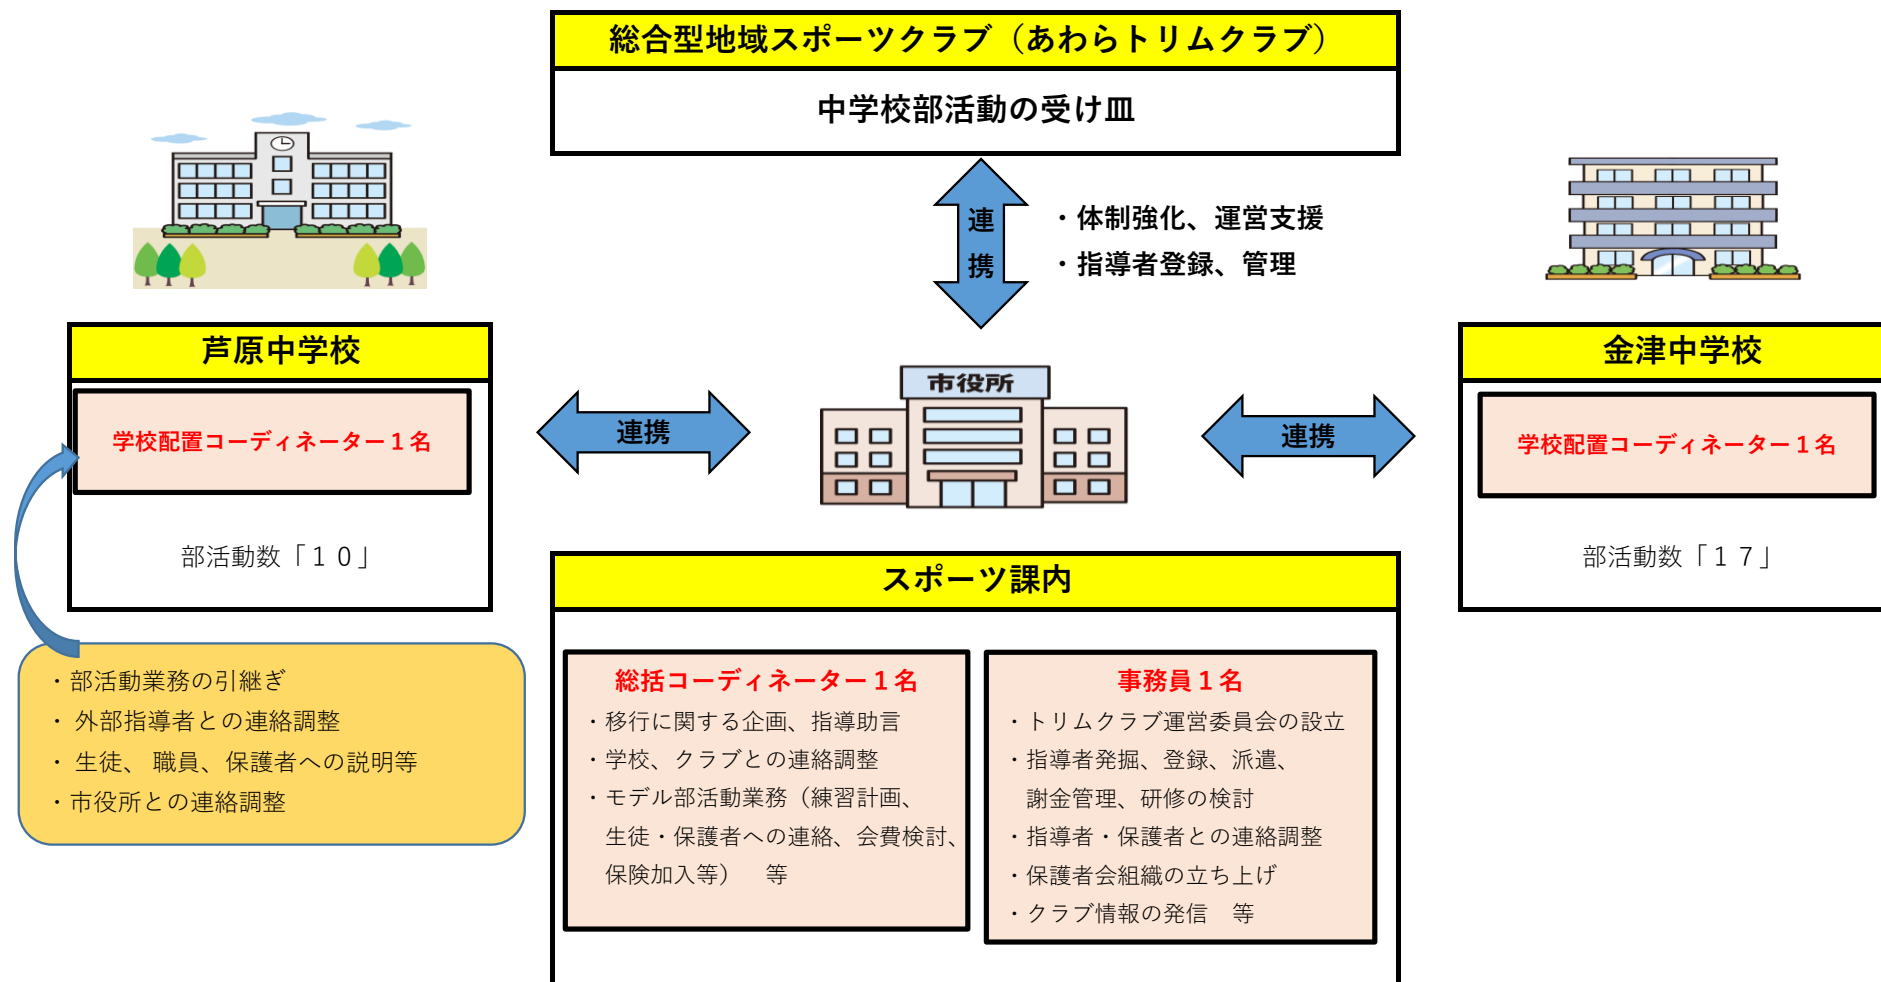 総合型地域スポーツクラブ（あわらトリムクラブ）
中学校部活動の受け皿
連
携
・体制強化、運営支援
・指導者登録、管理
芦原中学校
学校配置コーディネーター１名
部活動数「１０」
連携
市役所
連携
金津中学校
学校配置コーディネーター１名
部活動数「１７」
・部活動業務の引継ぎ
・ 外部指導者との連絡調整
・ 生徒、 職員、保護者への説明等
・市役所との連絡調整
スポーツ課内
総括コーディネーター１名
・移行に関する企画、指導助言
・学校、クラブとの連絡調整
・モデル部活動業務（練習計画、
生徒・保護者への連絡、会費検討、
保険加入等）　等
事務員１名
・トリムクラブ運営委員会の設立
・指導者発掘、登録、派遣、
謝金管理、研修の検討
・指導者・保護者との連絡調整
・保護者会組織の立ち上げ
・クラブ情報の発信　等